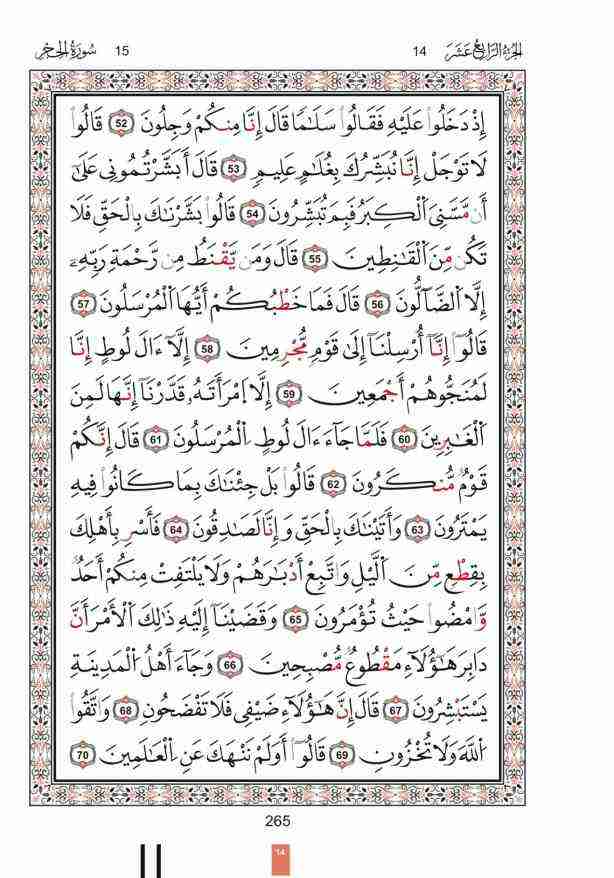 الجزء الرابع عشر 14 15 سورة الحجر
إِذْ دَخَلُوا۟ عَلَيْهِ فَقَالُوا۟ سَلَـٰمًا قَالَ إِنَّا مِنكُمْ وَجِلُونَ 52 قَالُوا۟
لَا تَوْجَلْ إِنَّا نُبَشِّرُكَ بِغُلَـٰمٍ عَلِيمٍ 53 قَالَ أَبَشَّرْتُمُونِى عَلَىٰٓ
أَن مَّسَّنِىَ ٱلْكِبَرُ فَبِمَ تُبَشِّرُونَ 54 قَالُوا۟ بَشَّرْنَـٰكَ بِٱلْحَقِّ فَلَا
تَكُن مِّنَ ٱلْقَـٰنِطِينَ 55 قَالَ وَمَن يَقْنَطُ مِن رَّحْمَةِ رَبِّهِۦٓ
إِلَّا ٱلضَّآلُّونَ 56 قَالَ فَمَا خَطْبُكُمْ أَيُّهَا ٱلْمُرْسَلُونَ 57
قَالُوٓا۟ إِنَّآ أُرْسِلْنَآ إِلَىٰ قَوْمٍ مُّجْرِمِينَ 58 إِلَّآ ءَالَ لُوطٍ إِنَّا
لَمُنَجُّوهُمْ أَجْمَعِينَ 59 إِلَّا ٱمْرَأَتَهُۥ قَدَّرْنَآ إِنَّهَا لَمِنَ
ٱلْغَـٰبِرِينَ 60 فَلَمَّا جَآءَ ءَالَ لُوطٍ ٱلْمُرْسَلُونَ 61 قَالَ إِنَّكُمْ
قَوْمٌ مُّنكَرُونَ 62 قَالُوا۟ بَلْ جِئْنَـٰكَ بِمَا كَانُوا۟ فِيهِ
يَمْتَرُونَ 63 وَأَتَيْنَـٰكَ بِٱلْحَقِّ وَإِنَّا لَصَـٰدِقُونَ 64 فَأَسْرِ بِأَهْلِكَ
بِقِطْعٍ مِّنَ ٱلَّيْلِ وَٱتَّبِعْ أَدْبَـٰرَهُمْ وَلَا يَلْتَفِتْ مِنكُمْ أَحَدٌ
وَٱمْضُوا۟ حَيْثُ تُؤْمَرُونَ 65 وَقَضَيْنَآ إِلَيْهِ ذَٰلِكَ ٱلْأَمْرَ أَنَّ
دَابِرَ هَـٰٓؤُلَآءِ مَقْطُوعٌ مُّصْبِحِينَ 66 وَجَآءَ أَهْلُ ٱلْمَدِينَةِ
يَسْتَبْشِرُونَ 67 قَالَ إِنَّ هَـٰٓؤُلَآءِ ضَيْفِى فَلَا تَفْضَحُونِ 68 وَٱتَّقُوا۟
ٱللَّهَ وَلَا تُخْزُونِ 69 قَالُوٓا۟ أَوَلَمْ نَنْهَكَ عَنِ ٱلْعَـٰلَمِينَ 70
265
14